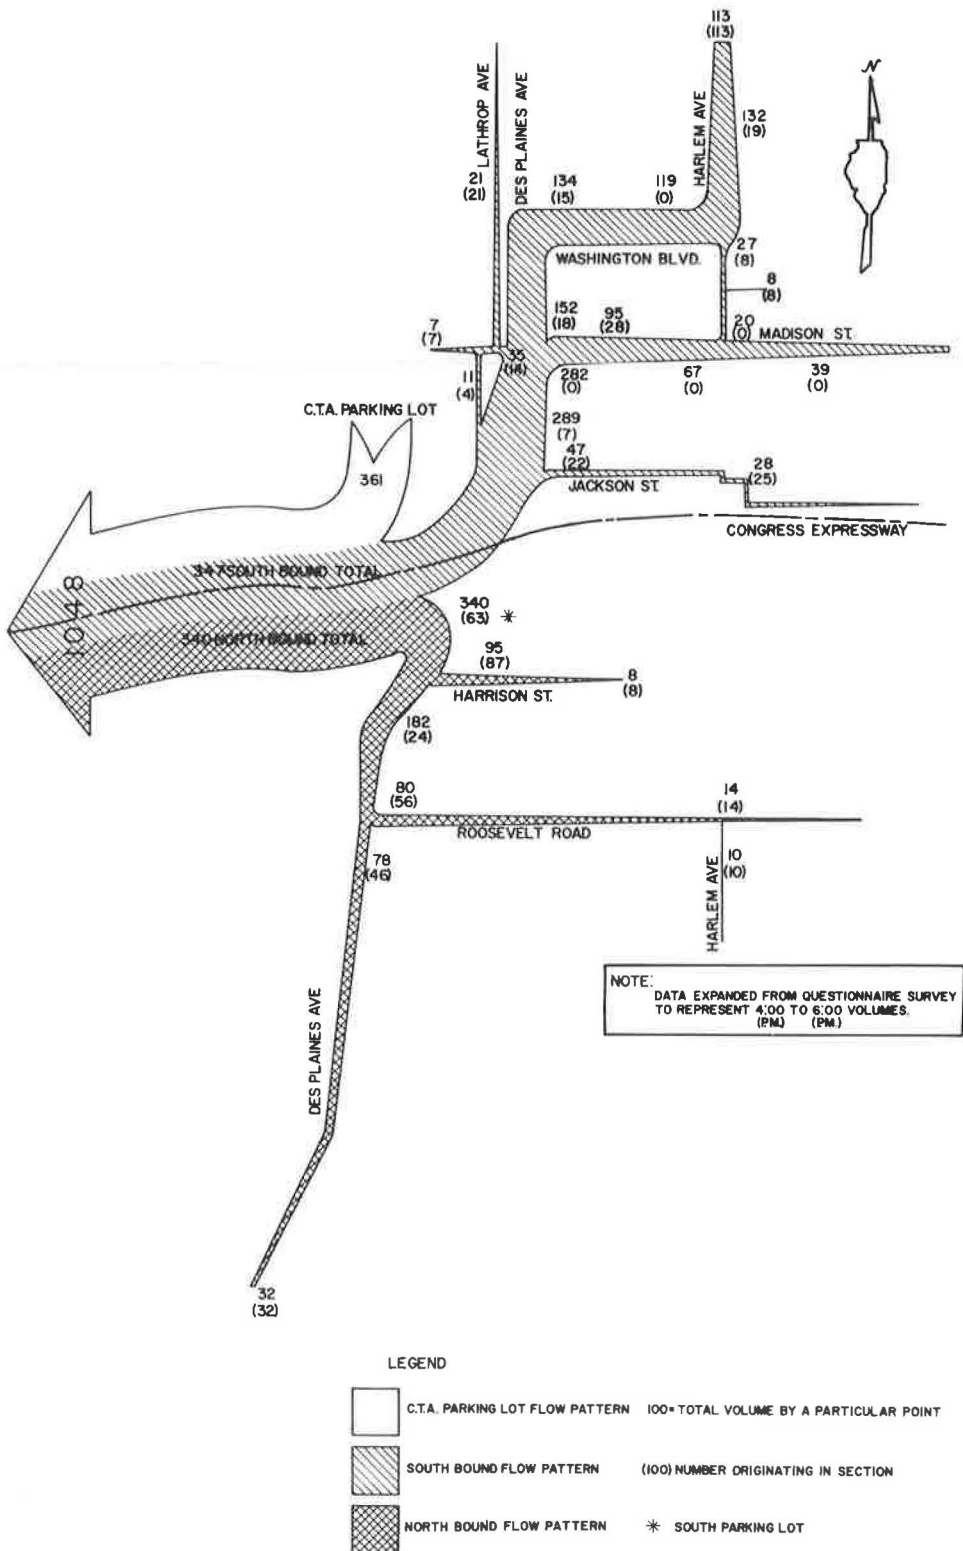 113
(113)
N
LATHROP AVE
DES PLAINES AVE
HARLEM AVE
132
(19)
21
(21)
134
(15)
119
(0)
WASHINGTON BLVD.
27
(8)
8
(8)
152
(18)
95
(28)
20
(0)
MADISON ST.
7
(7)
35
(14)
11
(4)
282
(0)
67
(0)
39
(0)
C.T.A. PARKING LOT
289
(7)
47
(22)
JACKSON ST.
28
(25)
361
CONGRESS EXPRESSWAY
347 SOUTH BOUND TOTAL
1048
340 NORTH BOUND TOTAL
340
(63) *
95
(87)
HARRISON ST.
8
(8)
182
(24)
80
(56)
14
(14)
ROOSEVELT ROAD
78
(46)
HARLEM AVE
10
(10)
NOTE:
DATA EXPANDED FROM QUESTIONNAIRE SURVEY
TO REPRESENT 4:00 TO 6:00 VOLUMES.
(P.M.) (P.M.)
DES PLAINES AVE
32
(32)
LEGEND
C.T.A. PARKING LOT FLOW PATTERN 100= TOTAL VOLUME BY A PARTICULAR POINT
SOUTH BOUND FLOW PATTERN (100) NUMBER ORIGINATING IN SECTION
NORTH BOUND FLOW PATTERN * SOUTH PARKING LOT